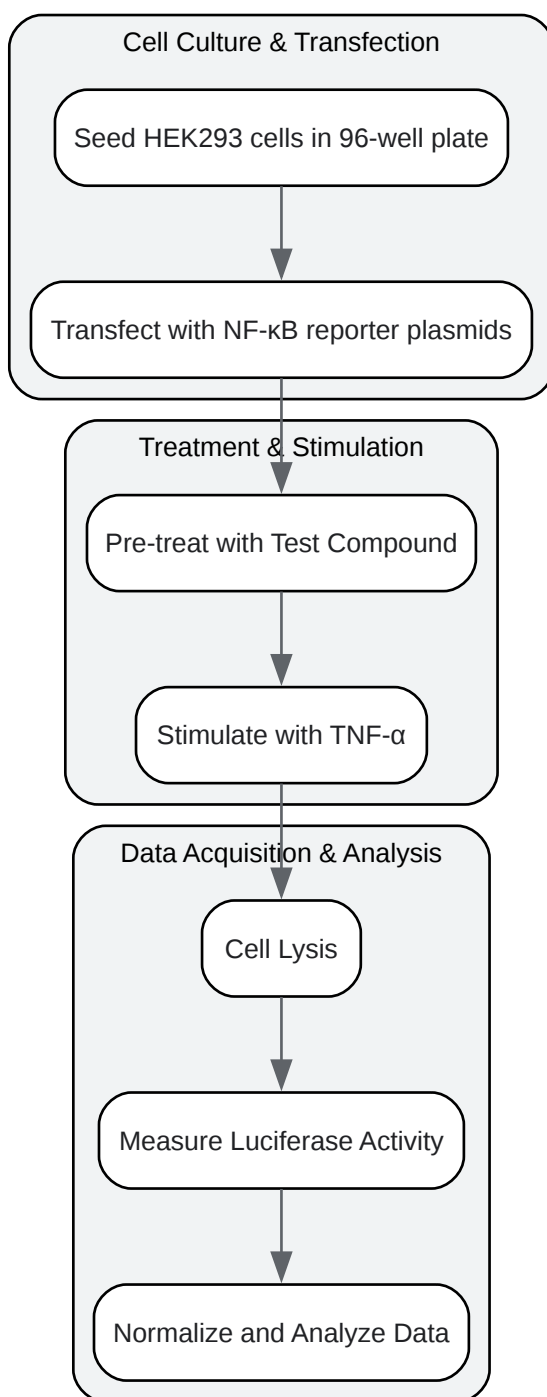 Cell Culture & Transfection
Seed HEK293 cells in 96-well plate
Transfect with NF-κB reporter plasmids
Treatment & Stimulation
Pre-treat with Test Compound
Stimulate with TNF-α
Data Acquisition & Analysis
Cell Lysis
Measure Luciferase Activity
Normalize and Analyze Data